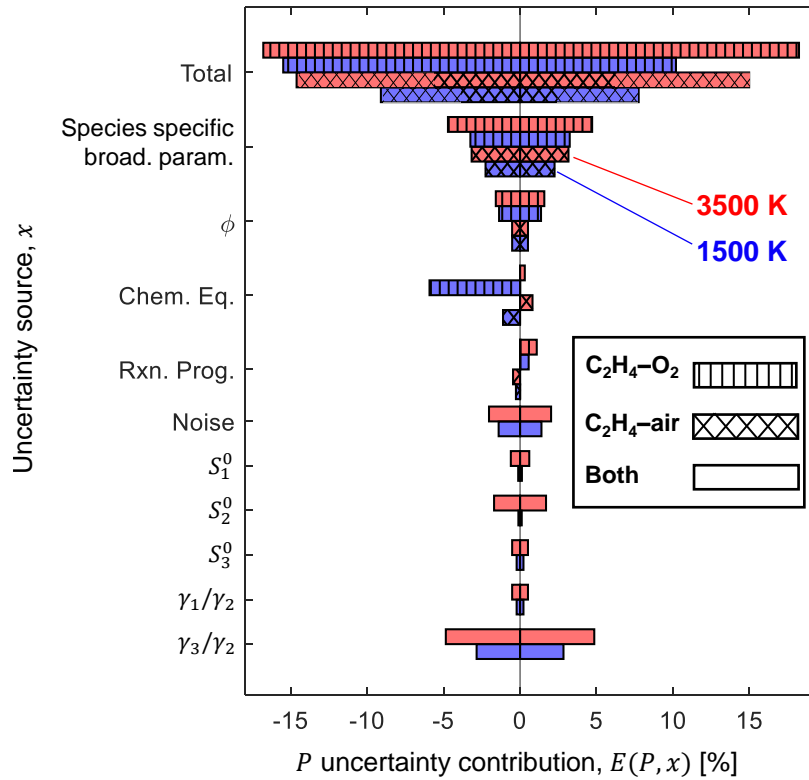 Total
Species specific
broad. param.
3500 K
1500 K
ϕ
Chem. Eq.
Rxn. Prog.
Noise
S₁⁰
S₂⁰
S₃⁰
γ₁/γ₂
γ₃/γ₂
Uncertainty source, x
C₂H₄–O₂
C₂H₄–air
Both
-15 -10 -5 0 5 10 15
P uncertainty contribution, E(P, x) [%]